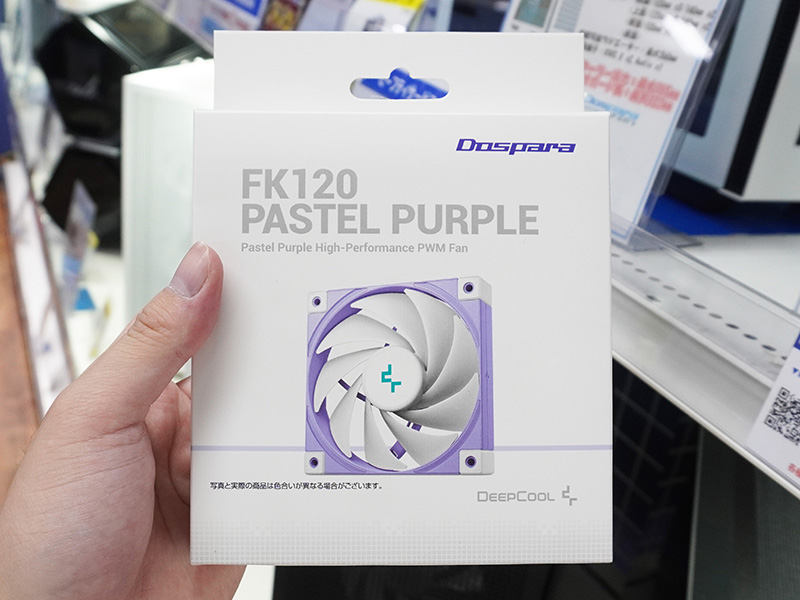 Dospara
FK120
PASTEL PURPLE
Pastel Purple High-Performance PWM Fan
写真と実際の商品は色合いが異なる場合がございます。
DEEPCOOL